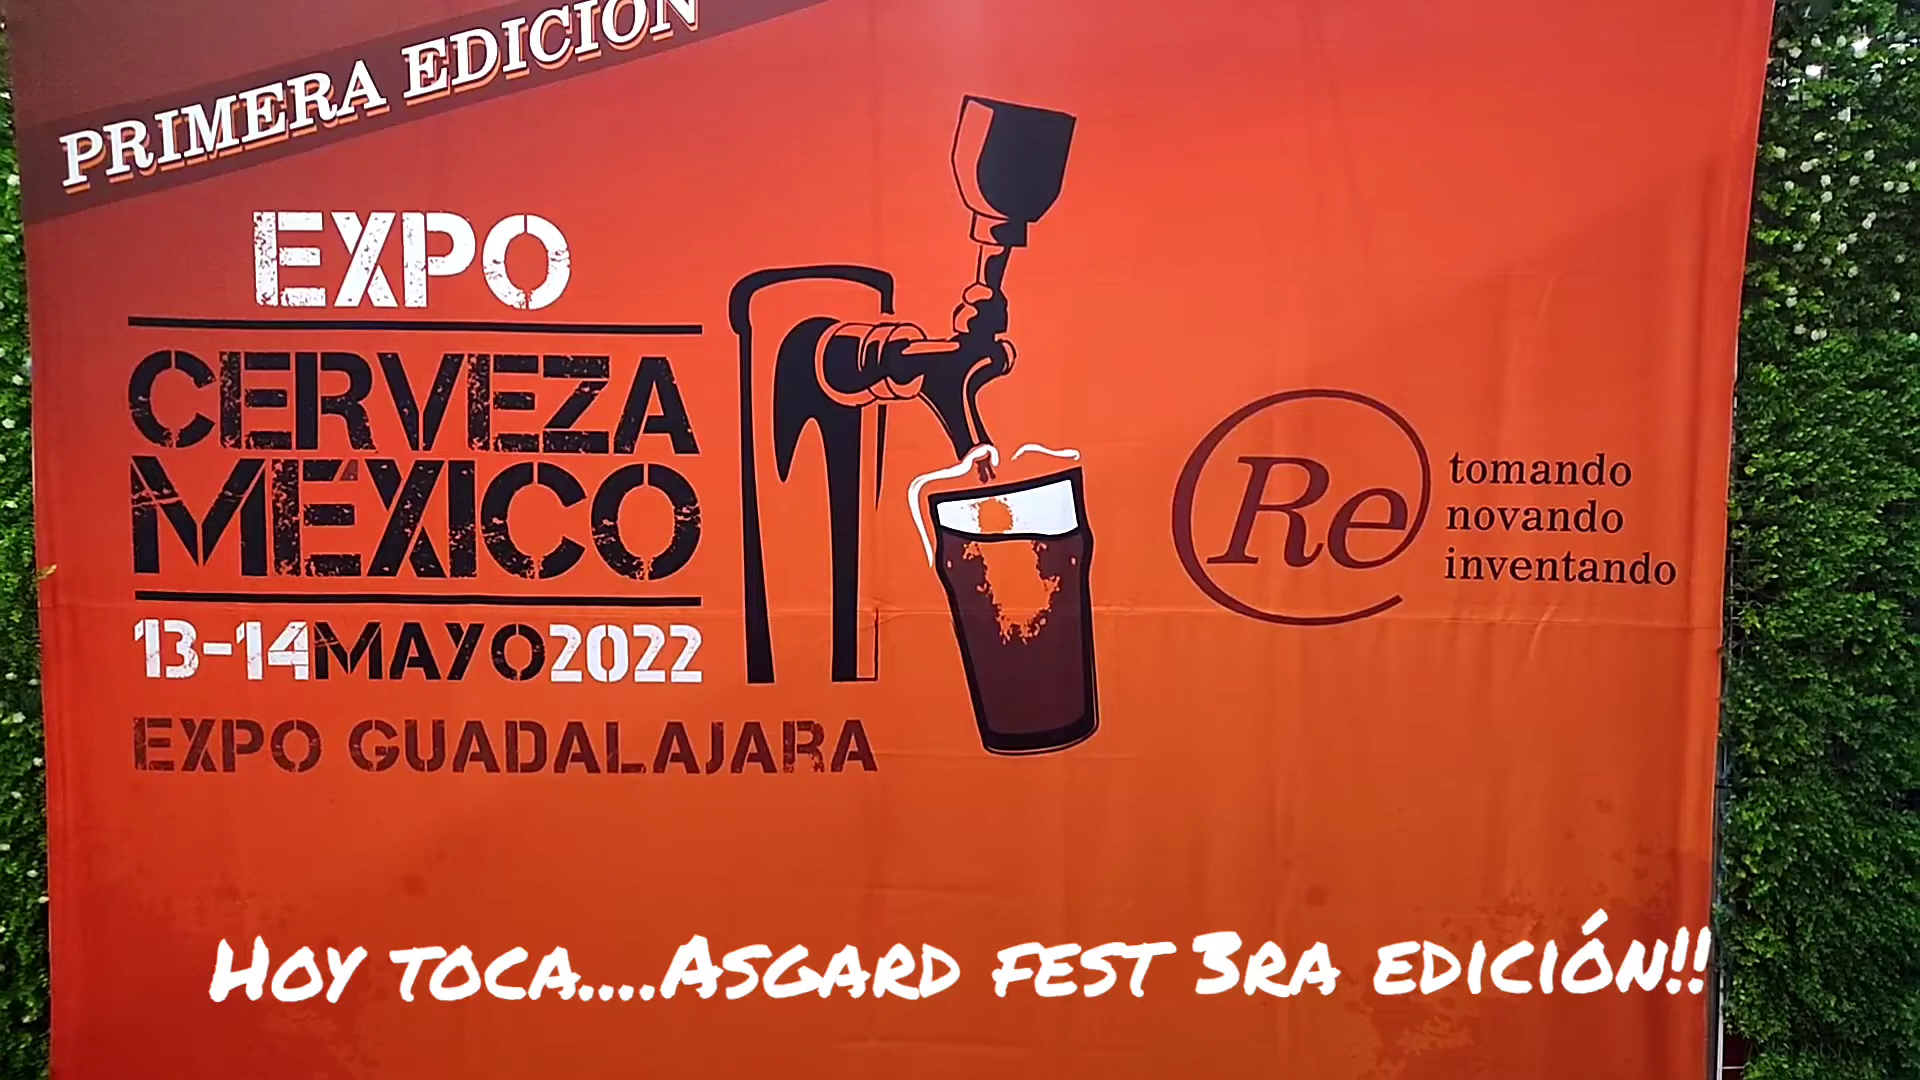 PRIMERA EDICIÓN
EXPO
CERVEZA
MÉXICO
13-14MAYO2022
EXPO GUADALAJARA
Re
tomando
novando
inventando
Hoy toca....Asgard fest 3ra edición!!